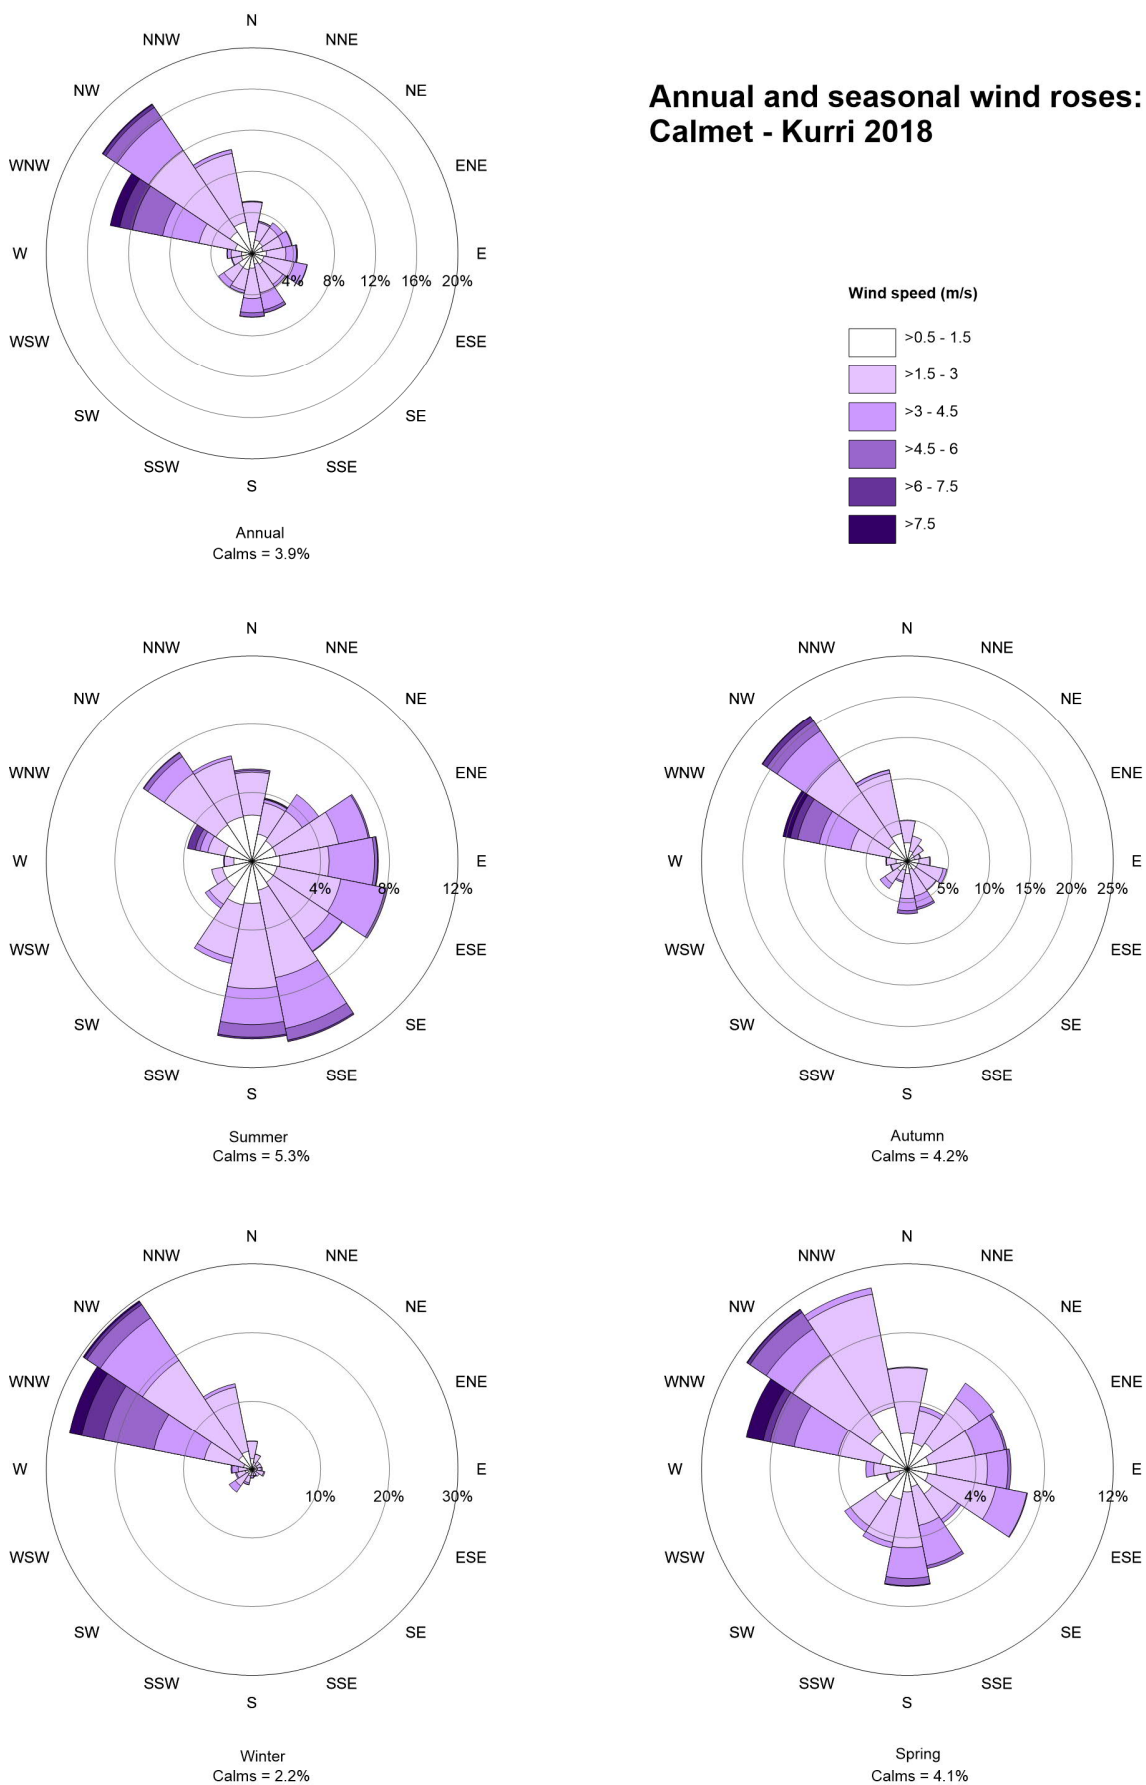 Annual and seasonal wind roses:
Calmet - Kurri 2018
N
NNW NNE
NW NE
WNW ENE
W E
4% 8% 12% 16% 20%
WSW ESE
SW SE
SSW SSE
S
Annual
Calms = 3.9%
Wind speed (m/s)
>0.5 - 1.5
>1.5 - 3
>3 - 4.5
>4.5 - 6
>6 - 7.5
>7.5
N
NNW NNE
NW NE
WNW ENE
W E
4% 8% 12%
WSW ESE
SW SE
SSW SSE
S
Summer
Calms = 5.3%
N
NNW NNE
NW NE
WNW ENE
W E
5% 10% 15% 20% 25%
WSW ESE
SW SE
SSW SSE
S
Autumn
Calms = 4.2%
N
NNW NNE
NW NE
WNW ENE
W E
10% 20% 30%
WSW ESE
SW SE
SSW SSE
S
Winter
Calms = 2.2%
N
NNW NNE
NW NE
WNW ENE
W E
4% 8% 12%
WSW ESE
SW SE
SSW SSE
S
Spring
Calms = 4.1%